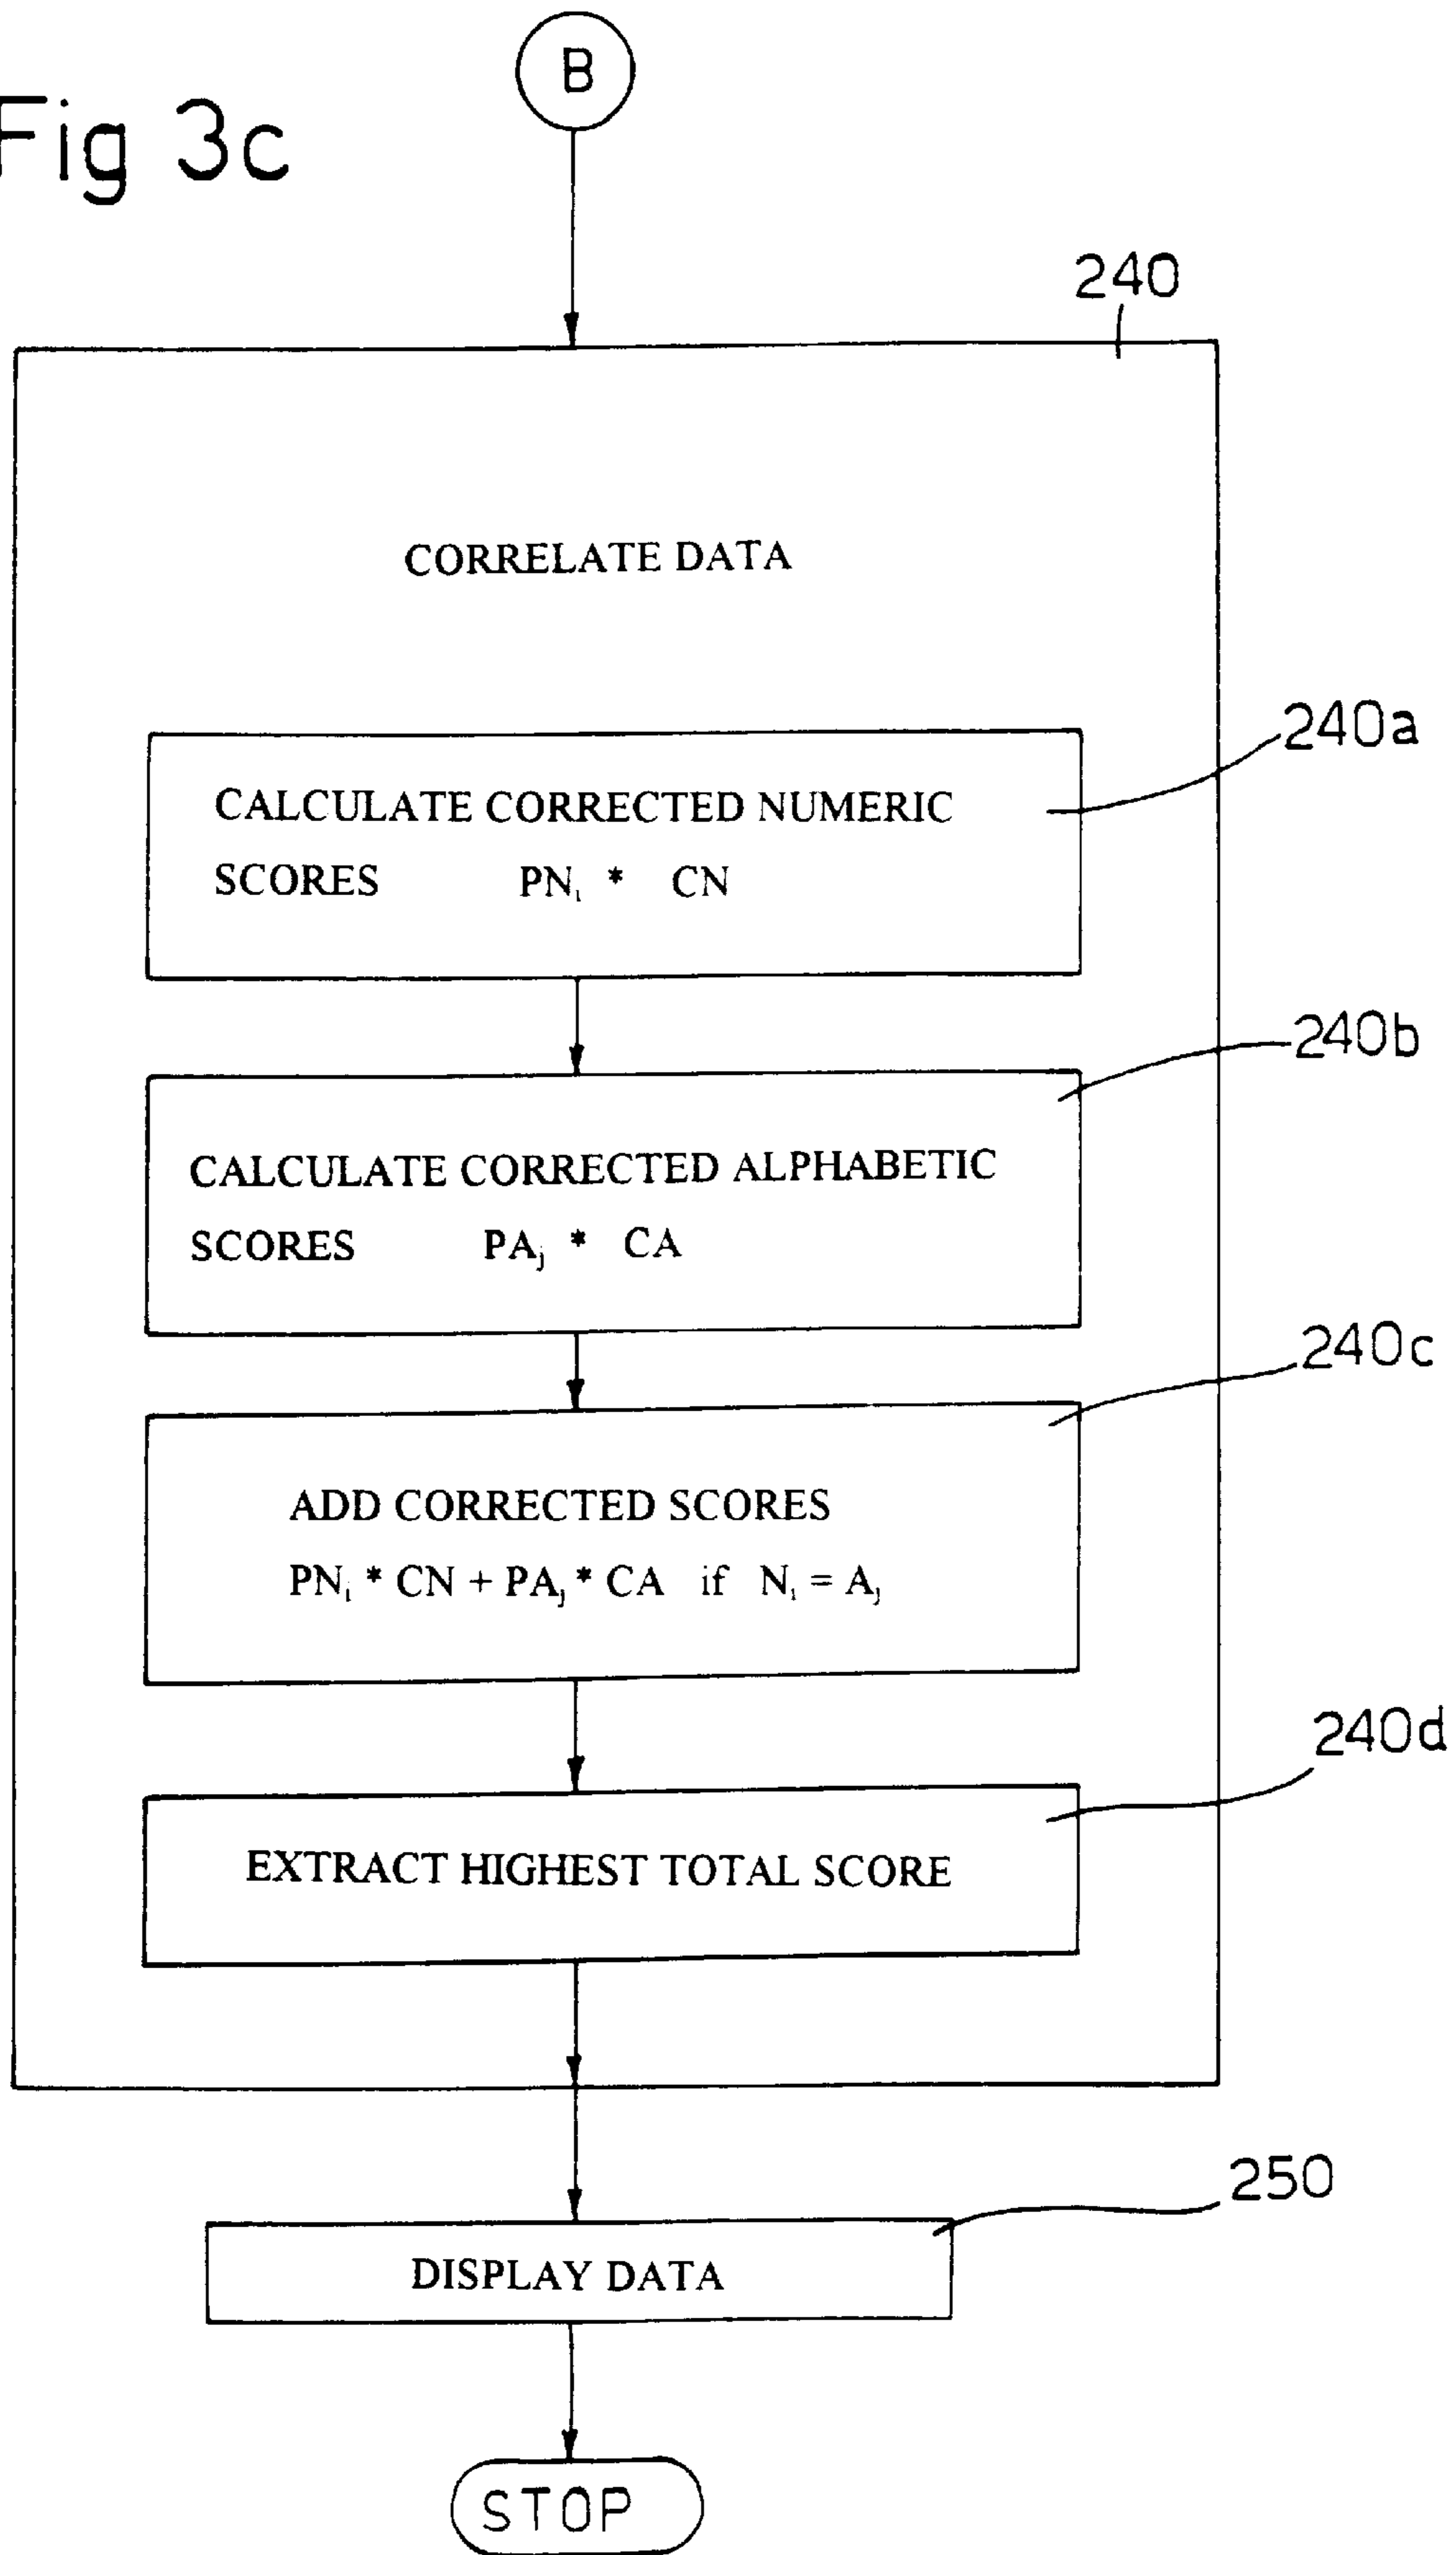 B
Fig 3c
240
CORRELATE DATA
240a
CALCULATE CORRECTED NUMERIC
SCORES PNᵢ * CN
240b
CALCULATE CORRECTED ALPHABETIC
SCORES PAⱼ * CA
240c
ADD CORRECTED SCORES
PNᵢ * CN + PAⱼ * CA if Nᵢ = Aⱼ
240d
EXTRACT HIGHEST TOTAL SCORE
250
DISPLAY DATA
STOP